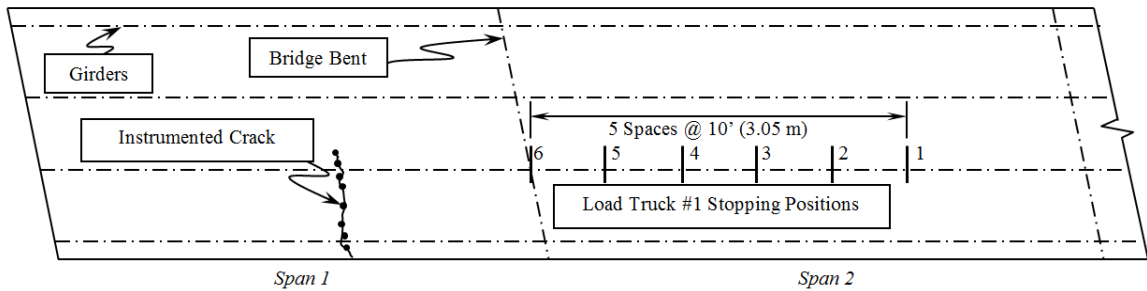 Girders
Bridge Bent
Instrumented Crack
5 Spaces @ 10’ (3.05 m)
6 5 4 3 2 1
Load Truck #1 Stopping Positions
Span 1 Span 2